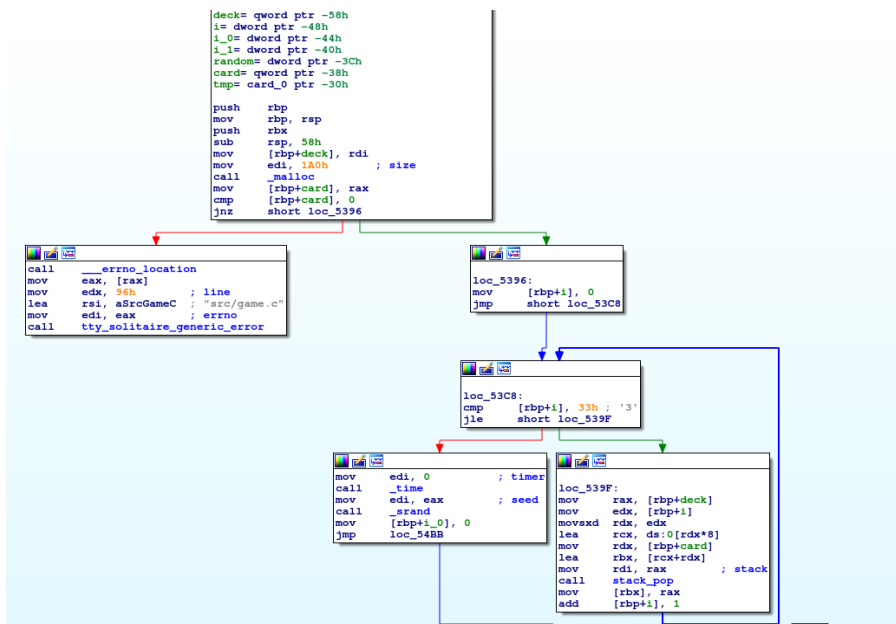 deck= qword ptr -58h
i= dword ptr -48h
i_0= dword ptr -44h
i_1= dword ptr -40h
random= dword ptr -3Ch
card= qword ptr -38h
tmp= card_0 ptr -30h
push rbp
mov rbp, rsp
push rbx
sub rsp, 58h
mov [rbp+deck], rdi
mov edi, 1A0h ; size
call _malloc
mov [rbp+card], rax
cmp [rbp+card], 0
jnz short loc_5396
call ___errno_location
mov eax, [rax]
mov edx, 96h ; line
lea rsi, aSrcGameC ; "src/game.c"
mov edi, eax ; errno
call tty_solitaire_generic_error
loc_5396:
mov [rbp+i], 0
jmp short loc_53C8
loc_53C8:
cmp [rbp+i], 33h ; '3'
jle short loc_539F
mov edi, 0 ; timer
call _time
mov edi, eax ; seed
call _srand
mov [rbp+i_0], 0
jmp loc_54BB
loc_539F:
mov rax, [rbp+deck]
mov edx, [rbp+i]
movsxd rdx, edx
lea rcx, ds:0[rdx*8]
mov rdx, [rbp+card]
lea rbx, [rcx+rdx]
mov rdi, rax ; stack
call stack_pop
mov [rbx], rax
add [rbp+i], 1